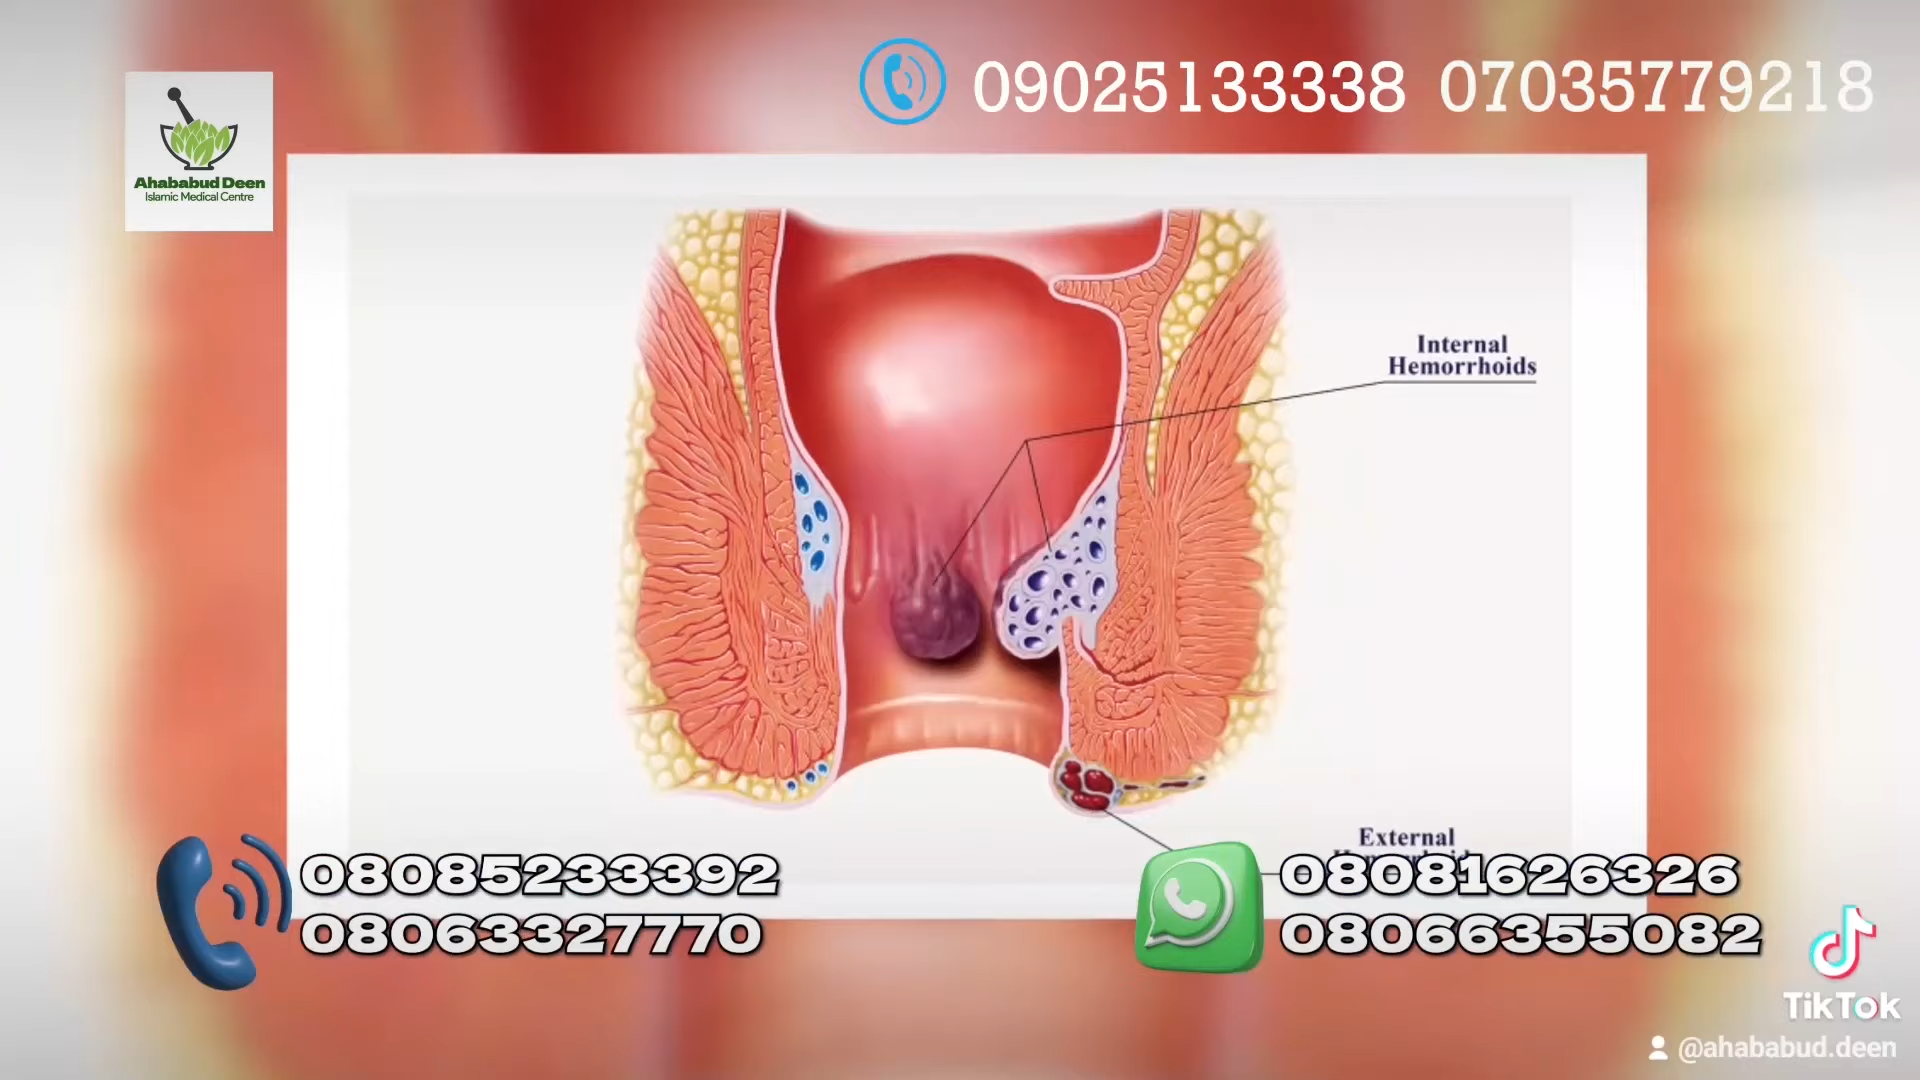 09025133338 07035779218
Ahababud Deen
Islamic Medical Centre
Internal
Hemorrhoids
External
08085233392
08063327770
08081626326
08066355082
TikTok
@ahababud.deen